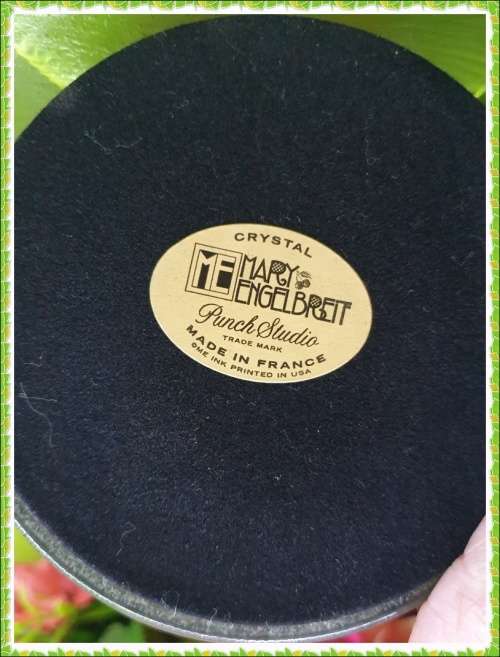 CRYSTAL
ME MARY
ENGELBREIT
Punch Studio
TRADE MARK
MADE IN FRANCE
©ME INK PRINTED IN USA